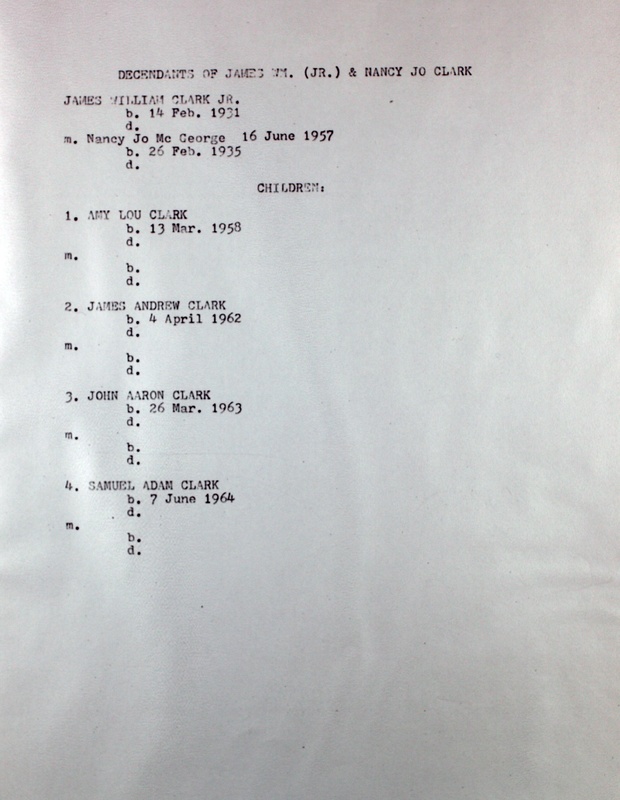 DECENDANTS OF JAMES WM. (JR.) & NANCY JO CLARK
JAMES WILLIAM CLARK JR.
b. 14 Feb. 1931
d.
m. Nancy Jo Mc George 16 June 1957
b. 26 Feb. 1935
d.
CHILDREN:
1. AMY LOU CLARK
b. 13 Mar. 1958
d.
m.
b.
d.
2. JAMES ANDREW CLARK
b. 4 April 1962
d.
m.
b.
d.
3. JOHN AARON CLARK
b. 26 Mar. 1963
d.
m.
b.
d.
4. SAMUEL ADAM CLARK
b. 7 June 1964
d.
m.
b.
d.